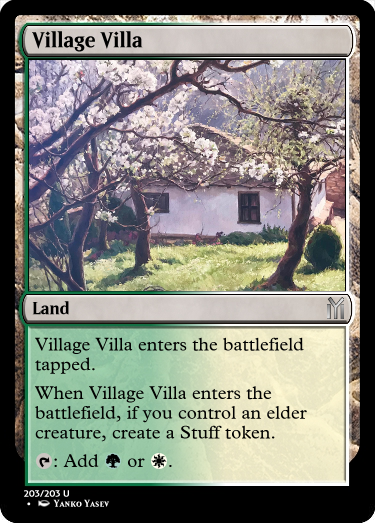 Village Villa
Land
Village Villa enters the battlefield
tapped.
When Village Villa enters the
battlefield, if you control an elder
creature, create a Stuff token.
: Add or .
203/203 U
• Yanko Yasev